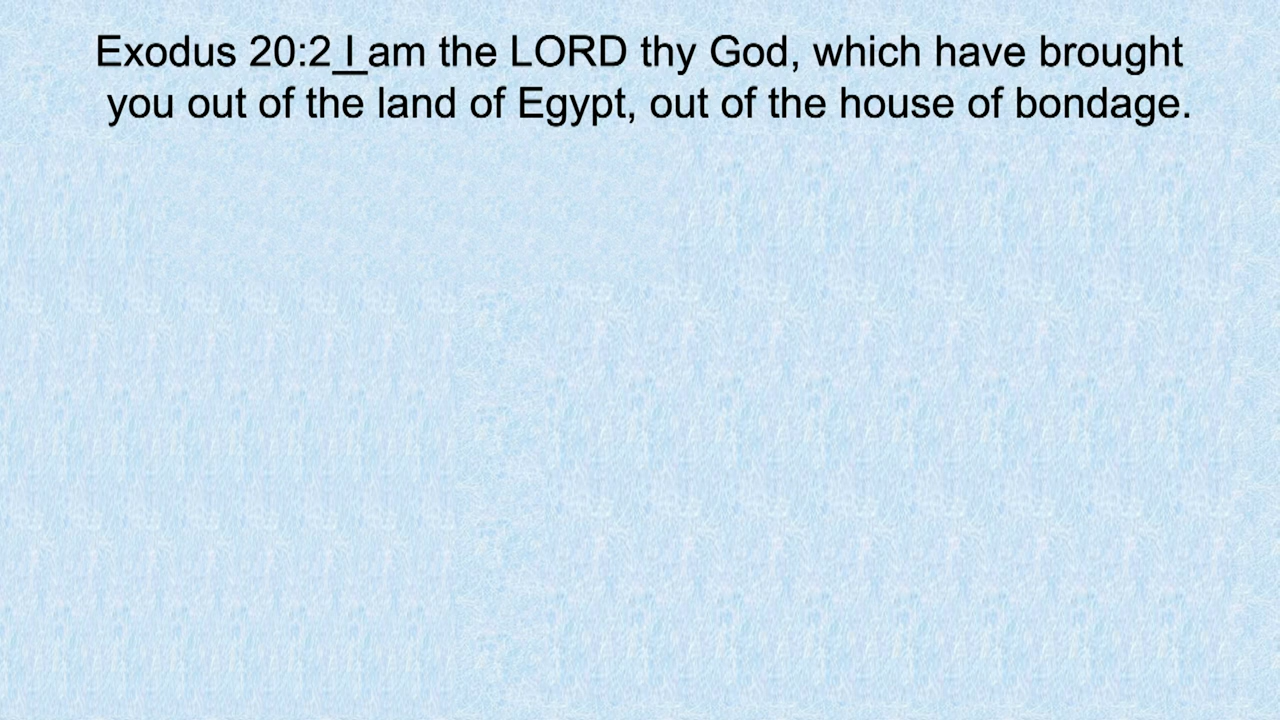 Exodus 20:2 I am the LORD thy God, which have brought
you out of the land of Egypt, out of the house of bondage.